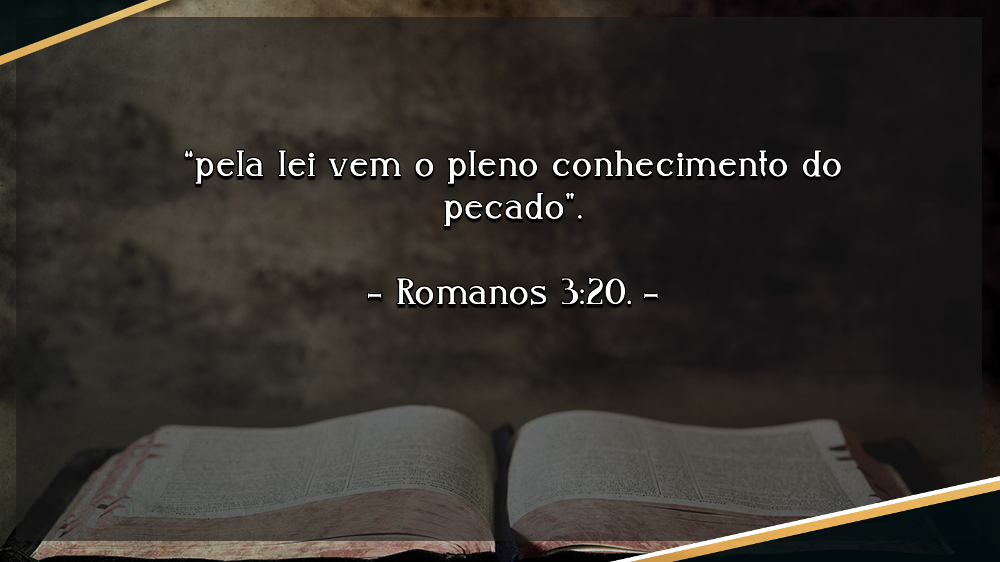 “pela lei vem o pleno conhecimento do
pecado".
- Romanos 3:20. -